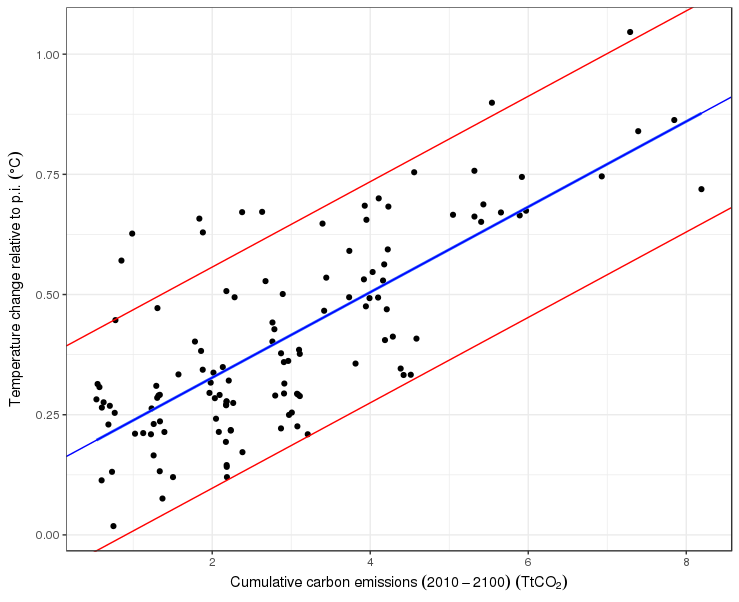 1.00
0.75
0.50
0.25
0.00
Temperature change relative to p.i. (°C)
2 4 6 8
Cumulative carbon emissions (2010 − 2100) (TtCO₂)